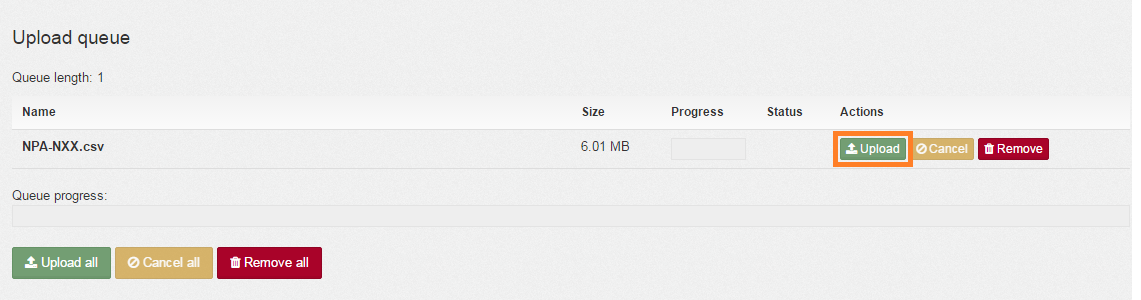 Upload queue
Queue length: 1
Name Size Progress Status Actions
NPA-NXX.csv 6.01 MB Upload Cancel Remove
Queue progress:
Upload all Cancel all Remove all